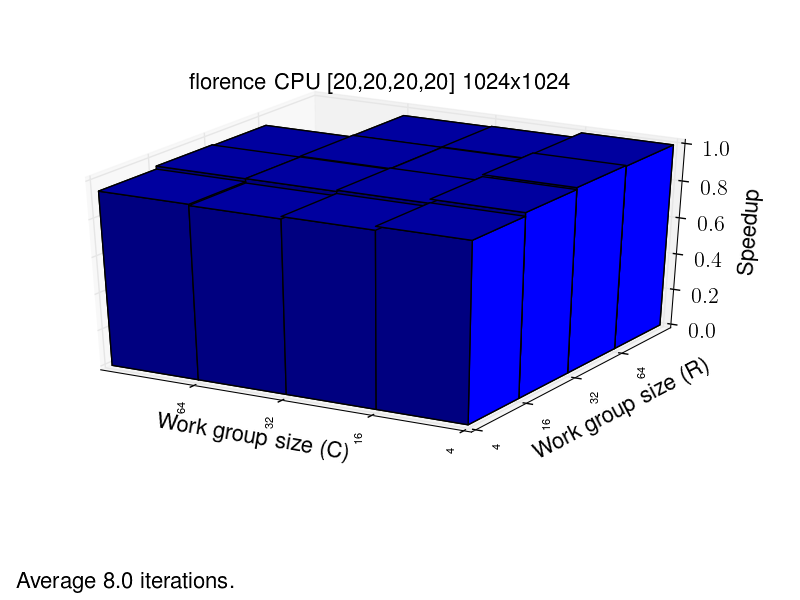 florence CPU [20,20,20,20] 1024x1024
1.0
0.8
0.6
0.4
0.2
0.0
Speedup
64
32
16
4
Work group size (C)
4
16
32
64
Work group size (R)
Average 8.0 iterations.